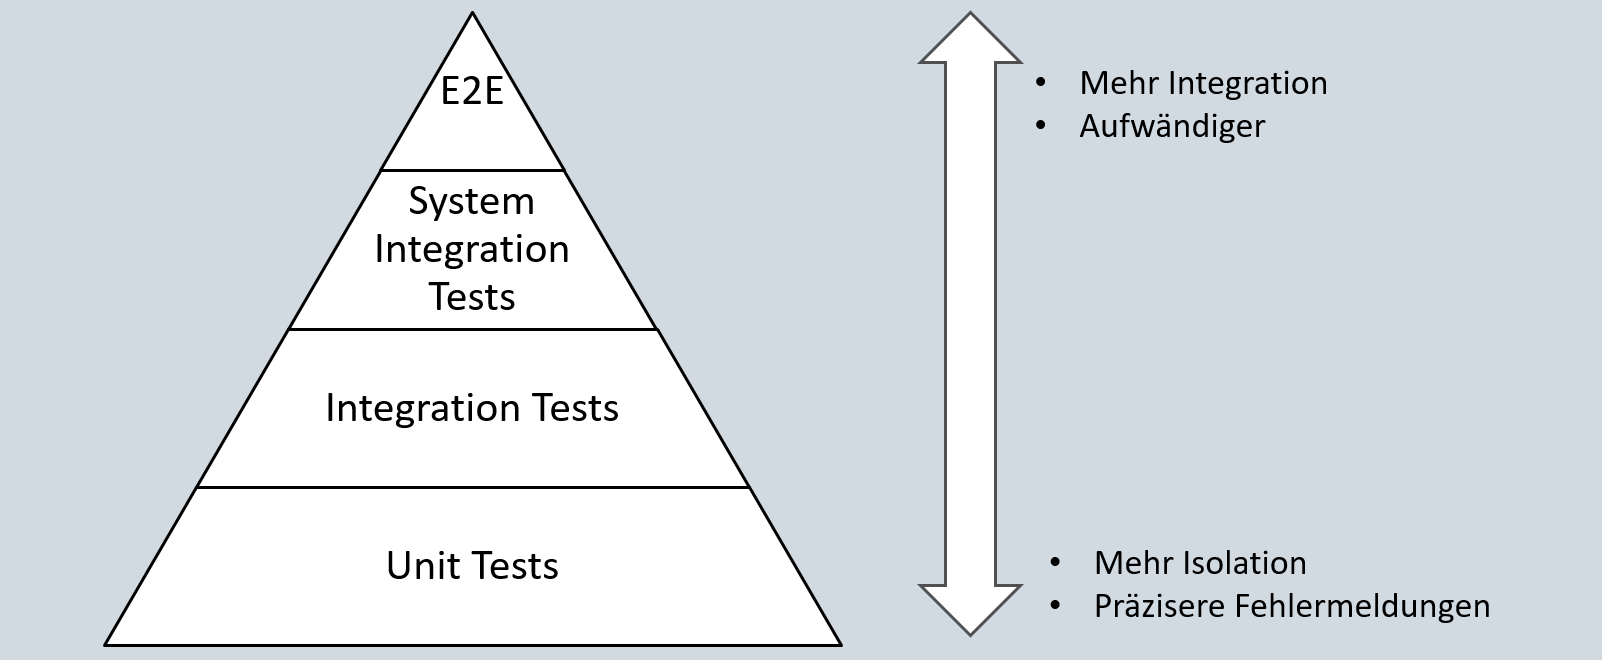 E2E
System
Integration
Tests
Integration Tests
Unit Tests
• Mehr Integration
• Aufwändiger
• Mehr Isolation
• Präzisere Fehlermeldungen